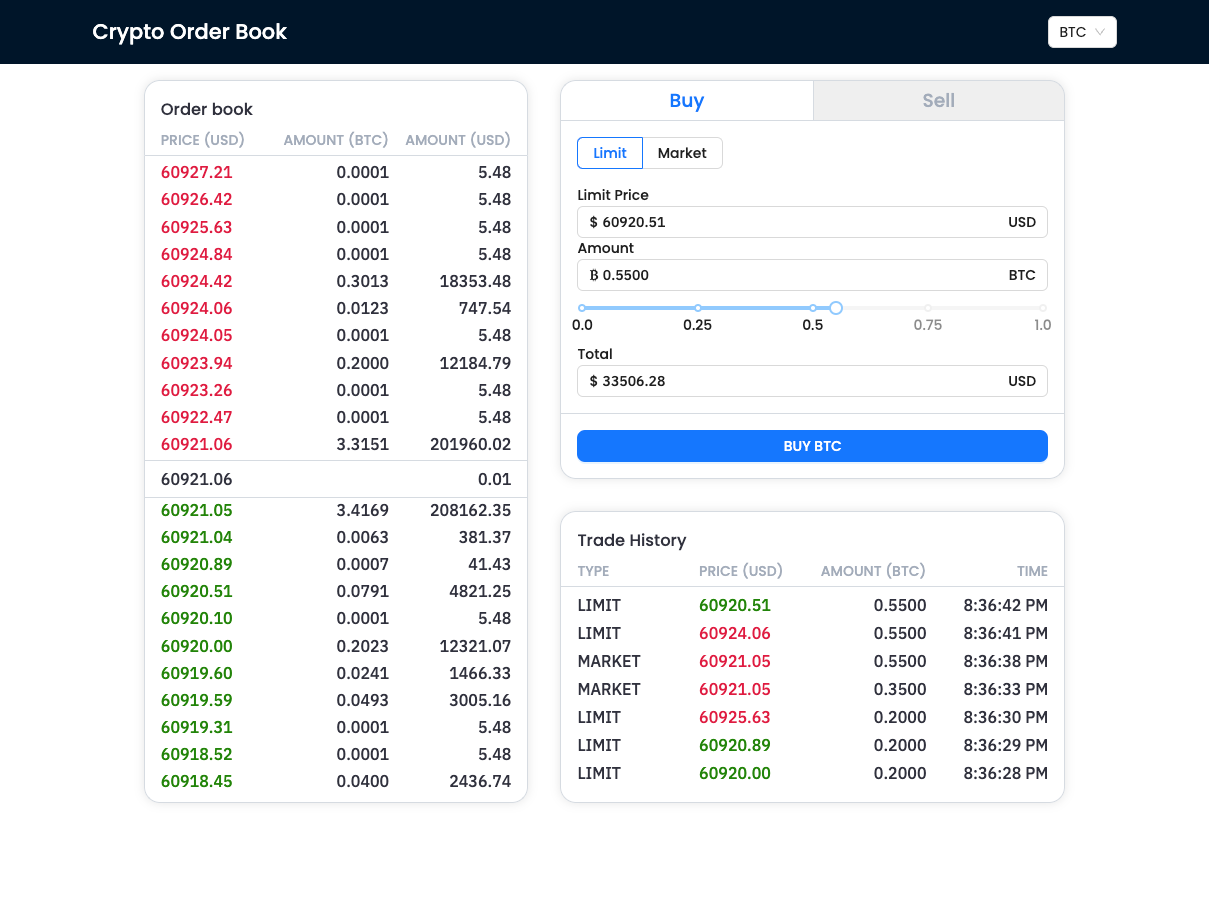 Crypto Order Book
BTC
Order book
PRICE (USD) AMOUNT (BTC) AMOUNT (USD)
60927.21 0.0001 5.48
60926.42 0.0001 5.48
60925.63 0.0001 5.48
60924.84 0.0001 5.48
60924.42 0.3013 18353.48
60924.06 0.0123 747.54
60924.05 0.0001 5.48
60923.94 0.2000 12184.79
60923.26 0.0001 5.48
60922.47 0.0001 5.48
60921.06 3.3151 201960.02
60921.06 0.01
60921.05 3.4169 208162.35
60921.04 0.0063 381.37
60920.89 0.0007 41.43
60920.51 0.0791 4821.25
60920.10 0.0001 5.48
60920.00 0.2023 12321.07
60919.60 0.0241 1466.33
60919.59 0.0493 3005.16
60919.31 0.0001 5.48
60918.52 0.0001 5.48
60918.45 0.0400 2436.74
Buy Sell
Limit Market
Limit Price
$ 60920.51 USD
Amount
₿ 0.5500 BTC
0.0 0.25 0.5 0.75 1.0
Total
$ 33506.28 USD
BUY BTC
Trade History
TYPE PRICE (USD) AMOUNT (BTC) TIME
LIMIT 60920.51 0.5500 8:36:42 PM
LIMIT 60924.06 0.5500 8:36:41 PM
MARKET 60921.05 0.5500 8:36:38 PM
MARKET 60921.05 0.3500 8:36:33 PM
LIMIT 60925.63 0.2000 8:36:30 PM
LIMIT 60920.89 0.2000 8:36:29 PM
LIMIT 60920.00 0.2000 8:36:28 PM